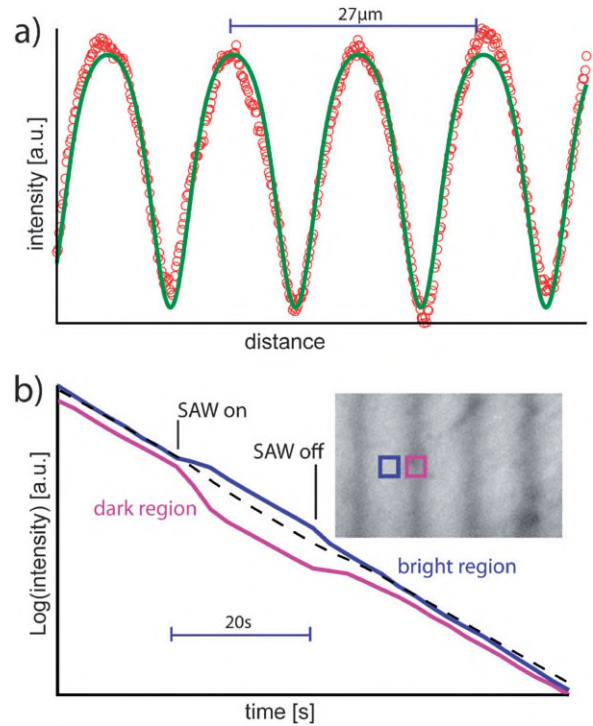 a)
27μm
intensity [a.u.]
distance
b)
SAW on
SAW off
dark region
bright region
Log(intensity) [a.u.]
20s
time [s]